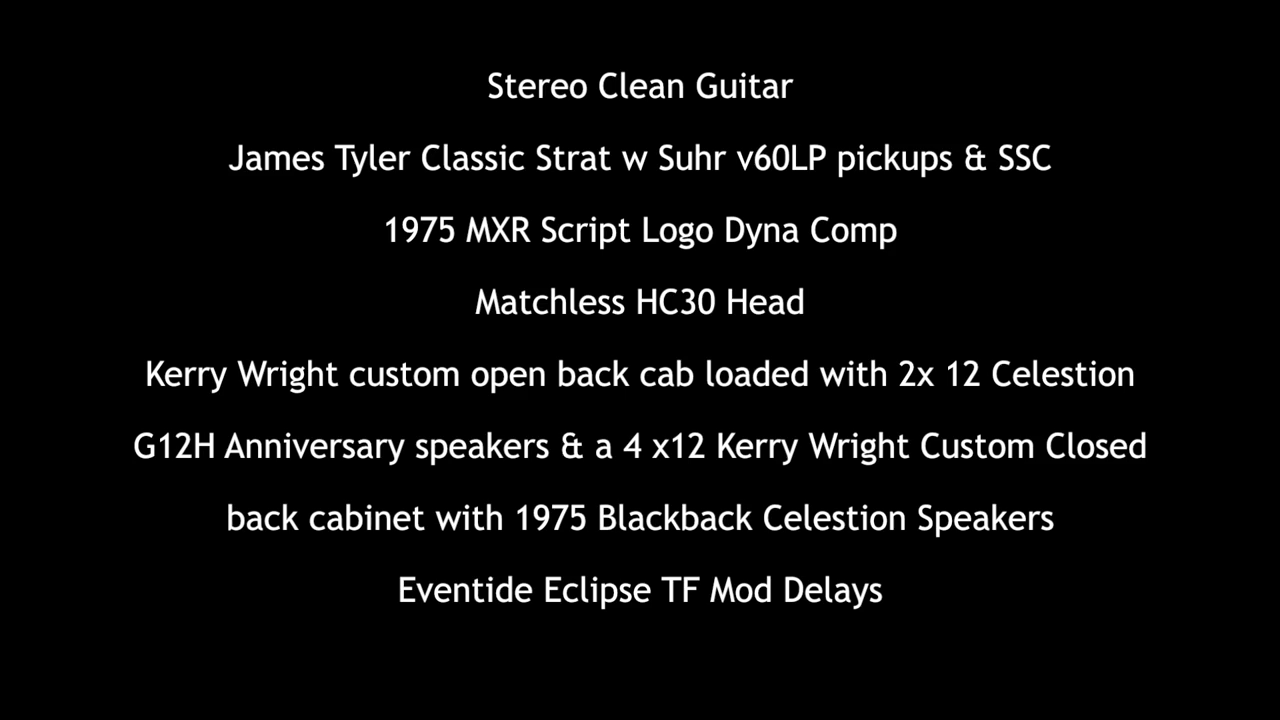 Stereo Clean Guitar
James Tyler Classic Strat w Suhr v60LP pickups & SSC
1975 MXR Script Logo Dyna Comp
Matchless HC30 Head
Kerry Wright custom open back cab loaded with 2x 12 Celestion
G12H Anniversary speakers & a 4 x12 Kerry Wright Custom Closed
back cabinet with 1975 Blackback Celestion Speakers
Eventide Eclipse TF Mod Delays